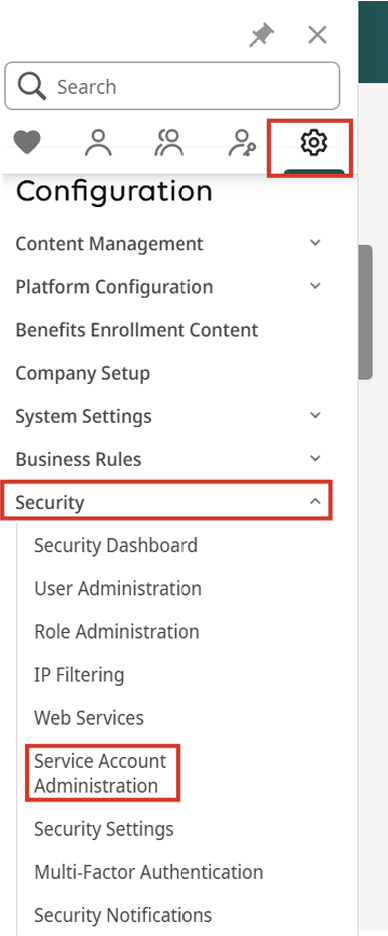 Search
Configuration
Content Management
Platform Configuration
Benefits Enrollment Content
Company Setup
System Settings
Business Rules
Security
Security Dashboard
User Administration
Role Administration
IP Filtering
Web Services
Service Account
Administration
Security Settings
Multi-Factor Authentication
Security Notifications